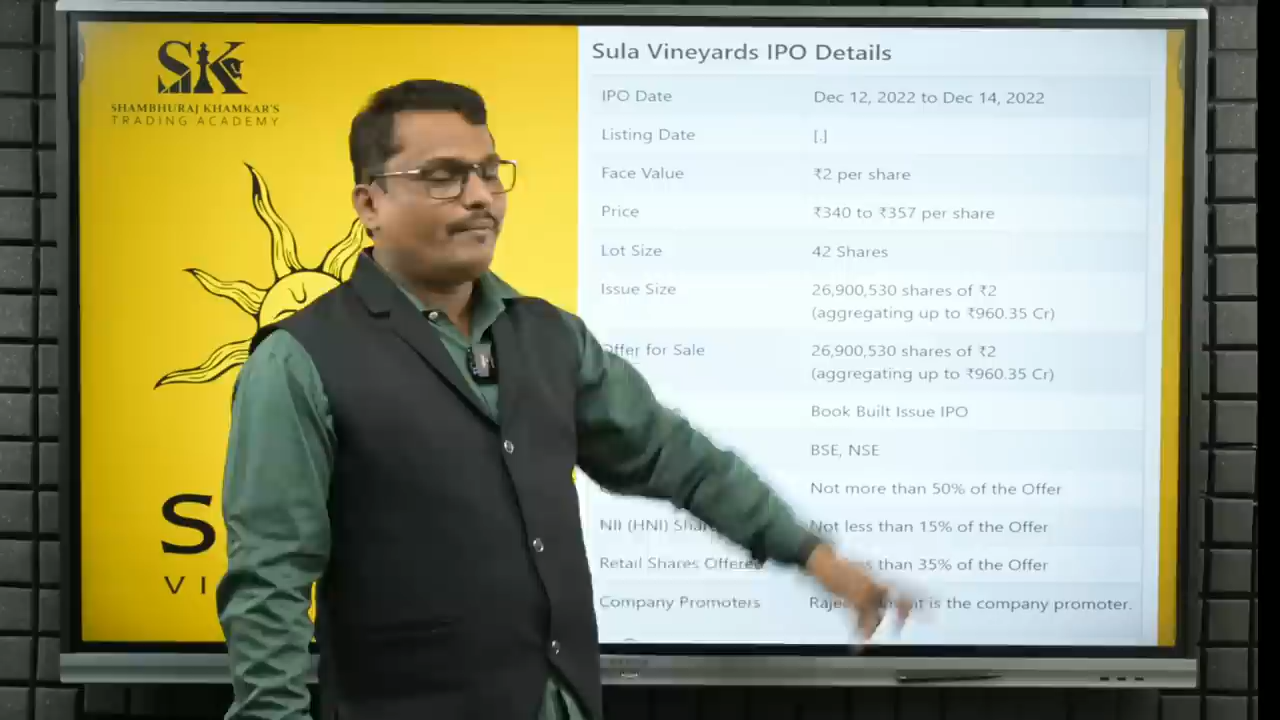 SK
SHAMBHURAJ KHAMKAR'S
TRADING ACADEMY
S
VI
Sula Vineyards IPO Details
IPO Date Dec 12, 2022 to Dec 14, 2022
Listing Date [.]
Face Value ₹2 per share
Price ₹340 to ₹357 per share
Lot Size 42 Shares
Issue Size 26,900,530 shares of ₹2
(aggregating up to ₹960.35 Cr)
Offer for Sale 26,900,530 shares of ₹2
(aggregating up to ₹960.35 Cr)
Book Built Issue IPO
BSE, NSE
Not more than 50% of the Offer
NII (HNI) Shar Not less than 15% of the Offer
Retail Shares Offered than 35% of the Offer
Company Promoters is the company promoter.